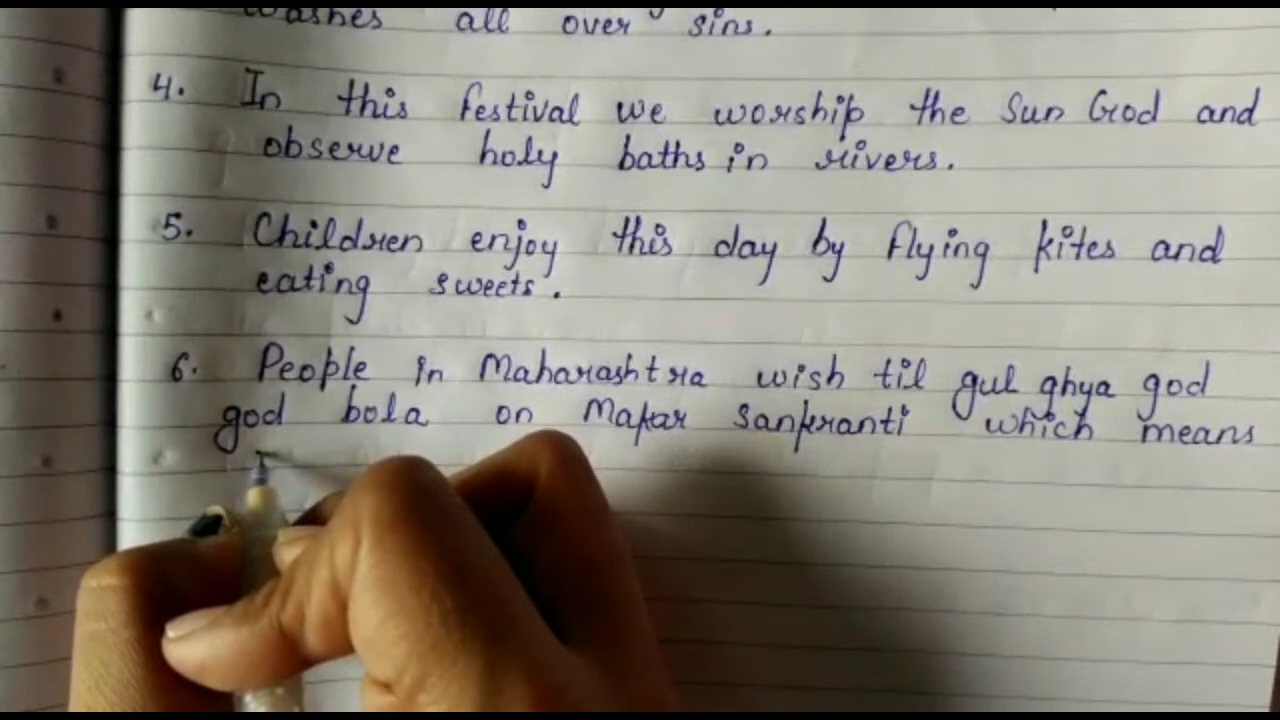 washes all over sins.
4. In this festival we worship the Sun God and
observe holy baths in rivers.
5. Children enjoy this day by flying kites and
eating sweets.
6. People in Maharashtra wish til gul ghya god
god bola on Makar Sankranti which means